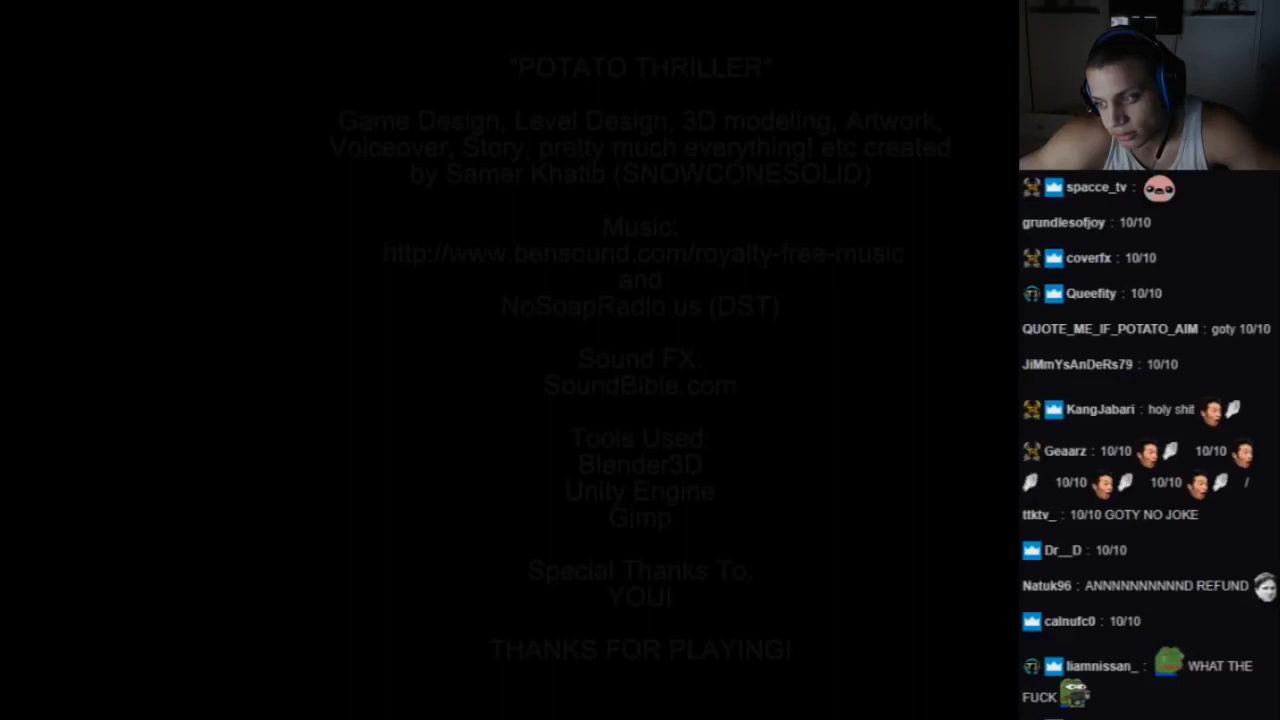 "POTATO THRILLER"
Game Design, Level Design, 3D modeling, Artwork,
Voiceover, Story, pretty much everything! etc created
by Samer Khatib (SNOWCONESOLID)
Music:
http://www.bensound.com/royalty-free-music
and
NoSoapRadio.us (DST)
Sound FX:
SoundBible.com
Tools Used:
Blender3D
Unity Engine
Gimp
Special Thanks To:
YOU!
THANKS FOR PLAYING!
spacce_tv :
grundlesofjoy : 10/10
coverfx : 10/10
Queefity : 10/10
QUOTE_ME_IF_POTATO_AIM : goty 10/10
JiMmYsAnDeRs79 : 10/10
KangJabari : holy shit
Geaarz : 10/10 10/10
10/10 10/10 /
ttktv_ : 10/10 GOTY NO JOKE
Dr__D : 10/10
Natuk96 : ANNNNNNNNNND REFUND
calnufc0 : 10/10
liamnissan_ : WHAT THE
FUCK